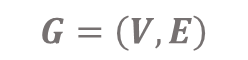 G = (V, E)